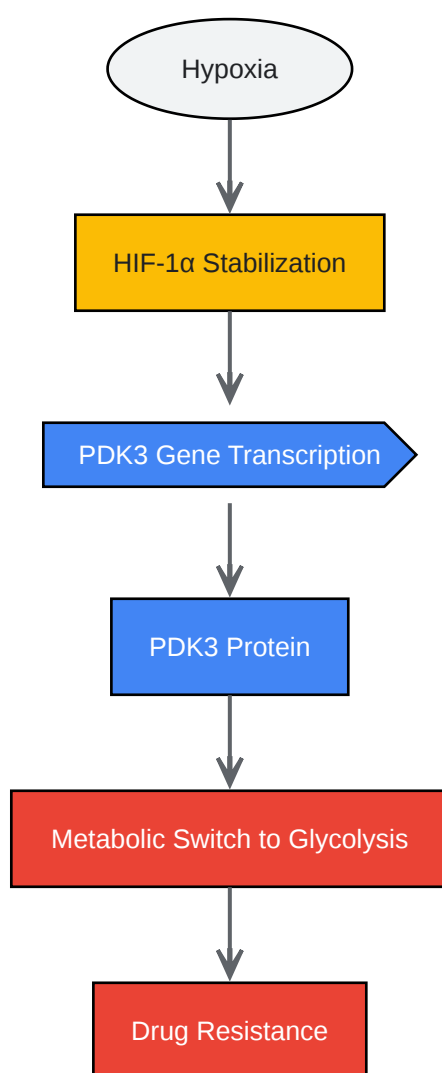 Hypoxia
HIF-1α Stabilization
PDK3 Gene Transcription
PDK3 Protein
Metabolic Switch to Glycolysis
Drug Resistance